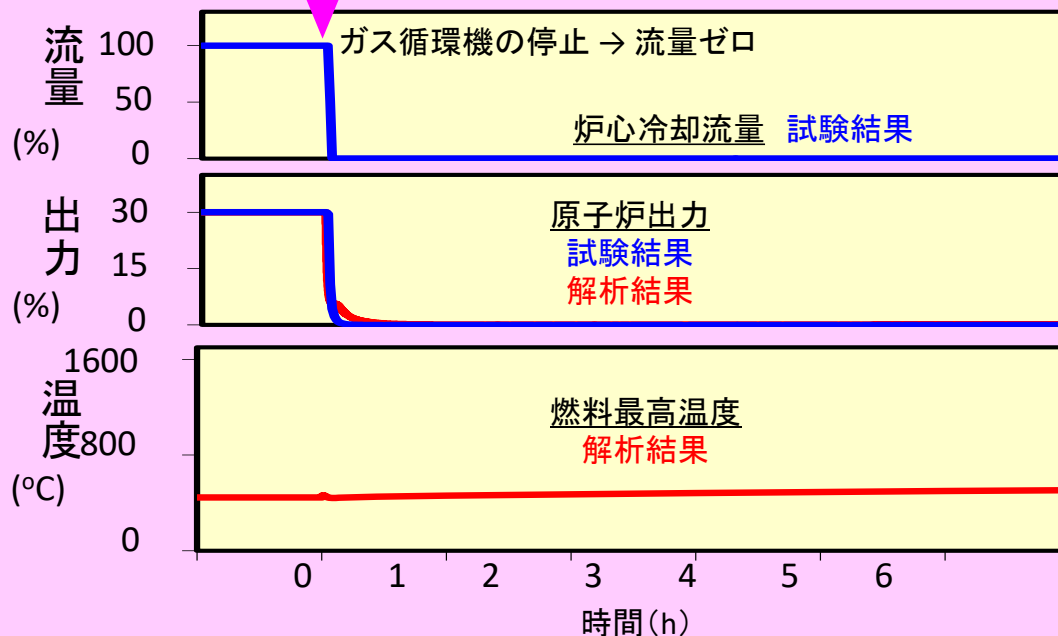 ガス循環機の停止 → 流量ゼロ
流量
(%)
100
50
0
炉心冷却流量 試験結果
出力
(%)
30
15
0
原子炉出力
試験結果
解析結果
温度
(oC)
1600
800
0
燃料最高温度
解析結果
0 1 2 3 4 5 6
時間(h)